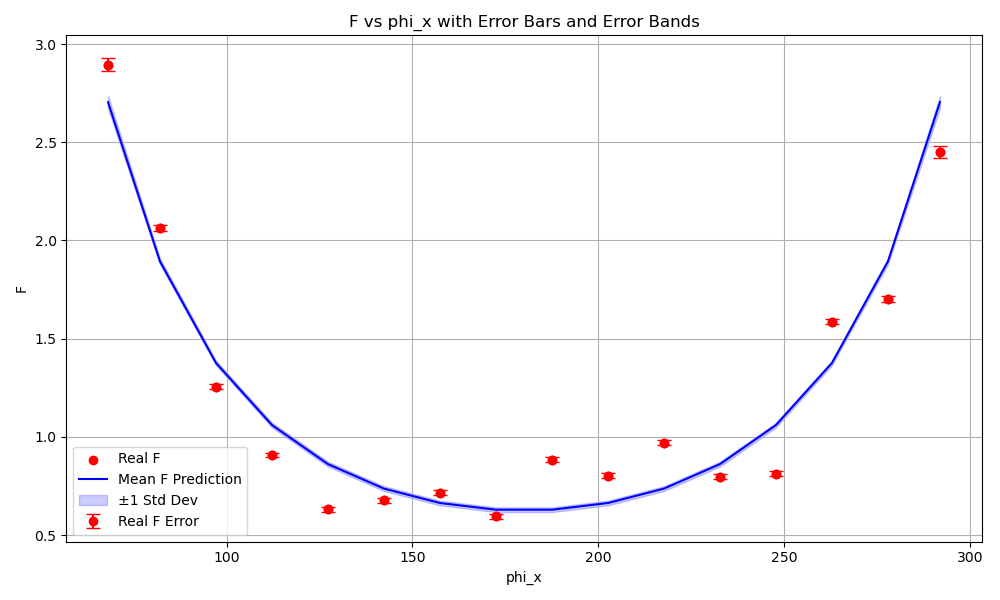 F vs phi_x with Error Bars and Error Bands
3.0
2.5
2.0
1.5
1.0
0.5
F
Real F
Mean F Prediction
±1 Std Dev
Real F Error
100
150
200
250
300
phi_x